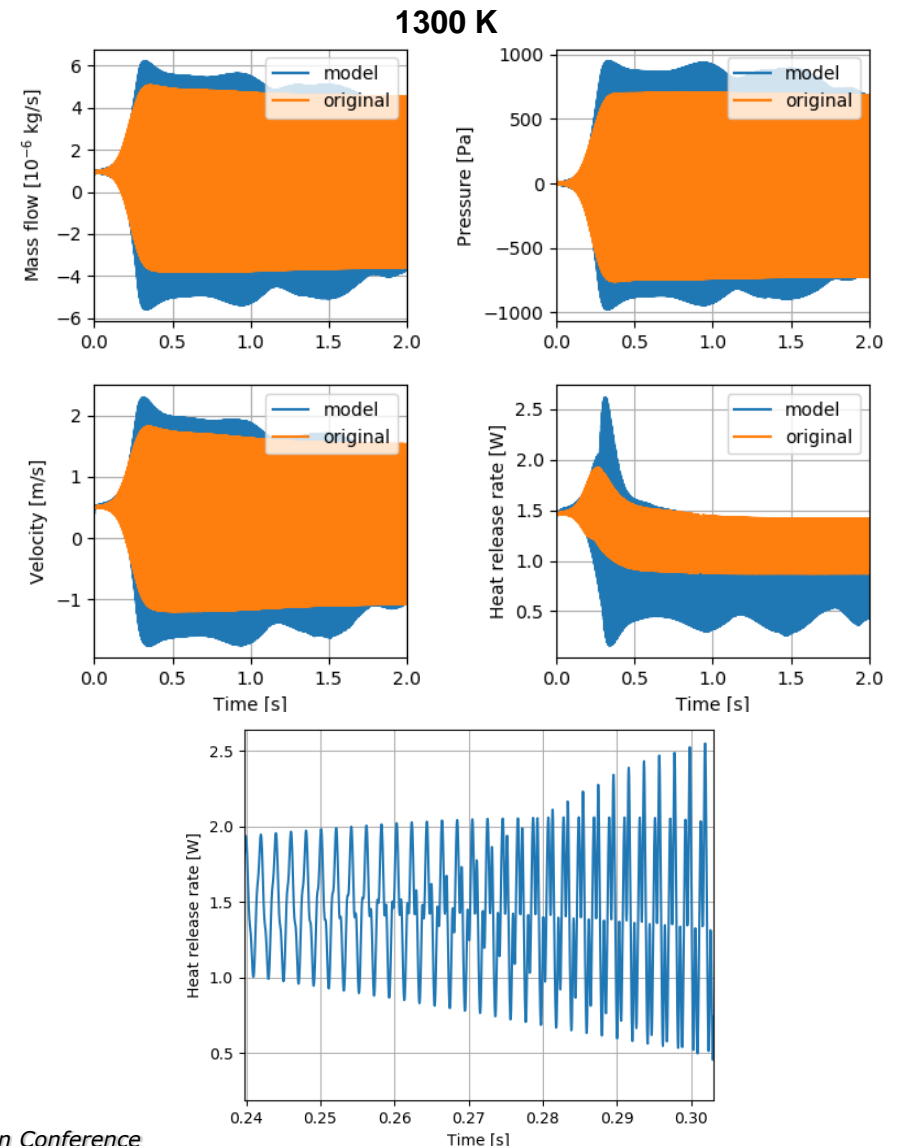 1300 K
6
4
2
0
−2
−4
−6
Mass flow [10⁻⁶ kg/s]
model
original
0.0 0.5 1.0 1.5 2.0
1000
500
0
−500
−1000
Pressure [Pa]
model
original
0.0 0.5 1.0 1.5 2.0
2
1
0
−1
Velocity [m/s]
model
original
0.0 0.5 1.0 1.5 2.0
Time [s]
2.5
2.0
1.5
1.0
0.5
Heat release rate [W]
model
original
0.0 0.5 1.0 1.5 2.0
Time [s]
2.5
2.0
1.5
1.0
0.5
Heat release rate [W]
0.24 0.25 0.26 0.27 0.28 0.29 0.30
Time [s]
n Conference